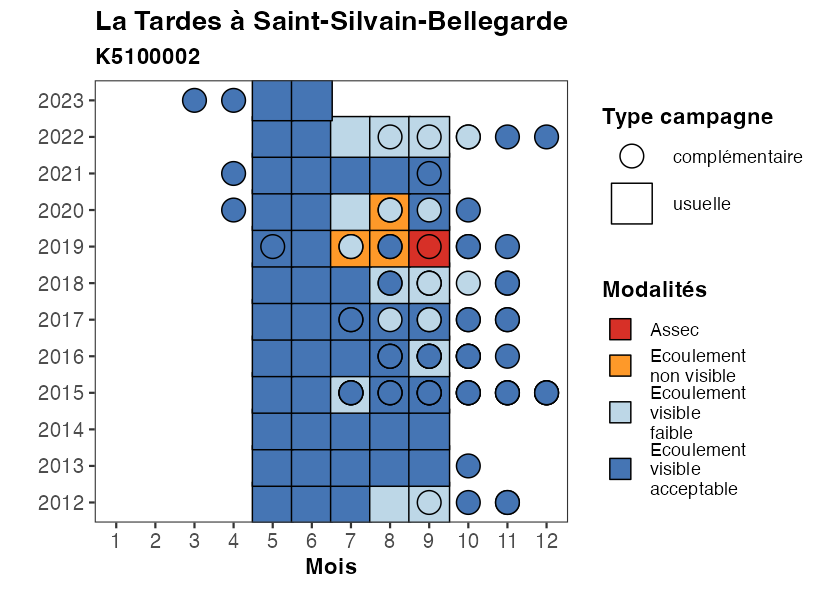 La Tardes à Saint-Silvain-Bellegarde
K5100002
2023
2022
2021
2020
2019
2018
2017
2016
2015
2014
2013
2012
1 2 3 4 5 6 7 8 9 10 11 12
Mois
Type campagne
complémentaire
usuelle
Modalités
Assec
Ecoulement
non visible
Ecoulement
visible
faible
Ecoulement
visible
acceptable